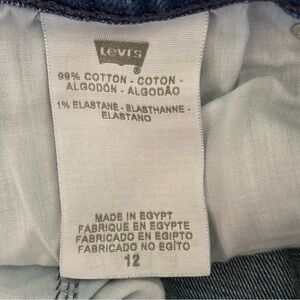 LEVI'S
99% COTTON - COTON -
ALGODÓN - ALGODÃO
1% ELASTANE - ELASTHANNE -
ELASTANO
MADE IN EGYPT
FABRIQUE EN EGYPTE
FABRICADO EN EGIPTO
FABRICADO NO EGÍTO
12